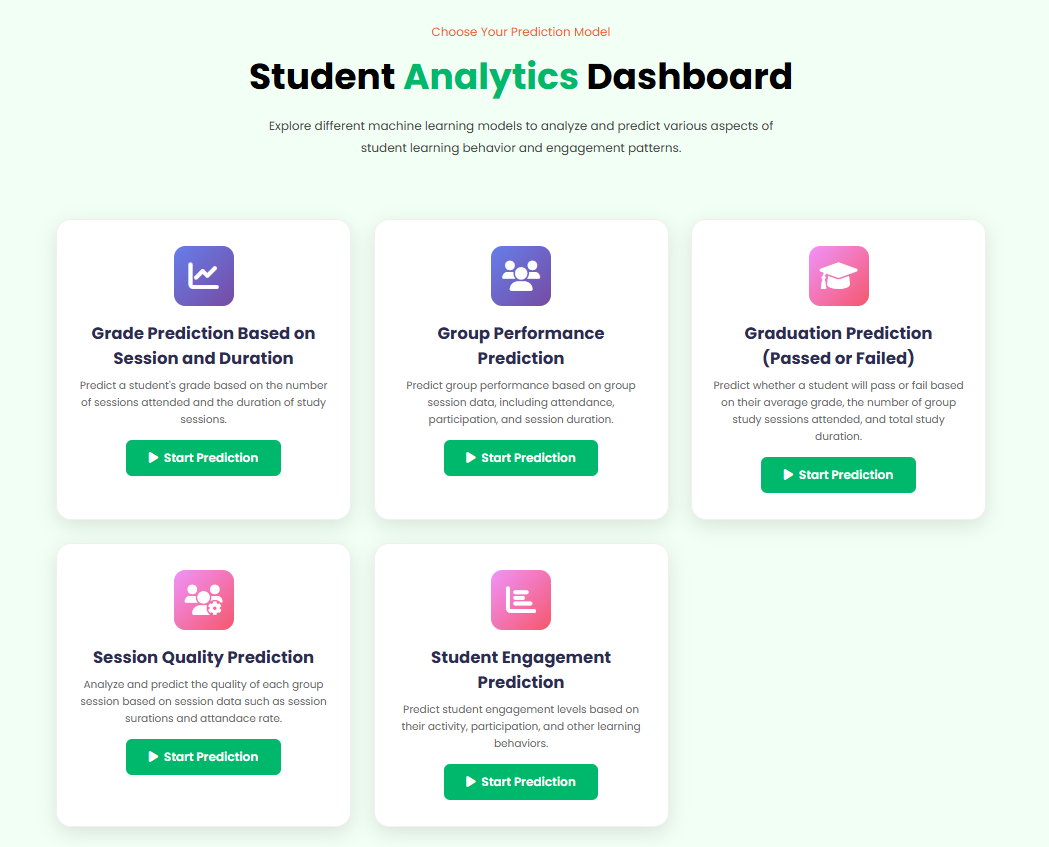 Choose Your Prediction Model
Student Analytics Dashboard
Explore different machine learning models to analyze and predict various aspects of
student learning behavior and engagement patterns.
Grade Prediction Based on
Session and Duration
Predict a student's grade based on the number
of sessions attended and the duration of study
sessions.
Start Prediction
Group Performance
Prediction
Predict group performance based on group
session data, including attendance,
participation, and session duration.
Start Prediction
Graduation Prediction
(Passed or Failed)
Predict whether a student will pass or fail based
on their average grade, the number of group
study sessions attended, and total study
duration.
Start Prediction
Session Quality Prediction
Analyze and predict the quality of each group
session based on session data such as session
surations and attandace rate.
Start Prediction
Student Engagement
Prediction
Predict student engagement levels based on
their activity, participation, and other learning
behaviors.
Start Prediction